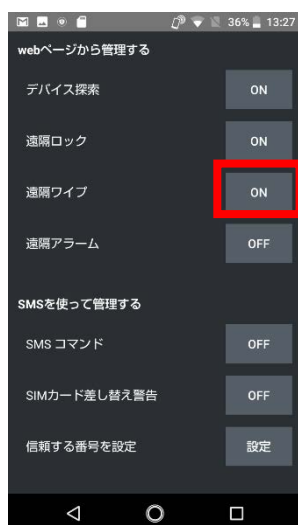 36% 13:27
webページから管理する
デバイス探索 ON
遠隔ロック ON
遠隔ワイプ ON
遠隔アラーム OFF
SMSを使って管理する
SMS コマンド OFF
SIMカード差し替え警告 OFF
信頼する番号を設定 設定